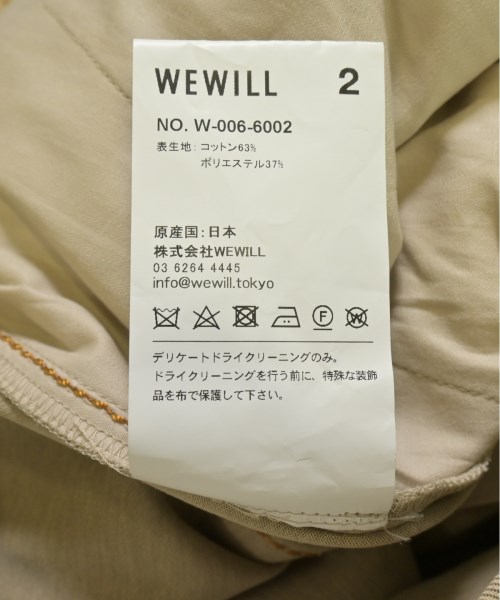 WEWILL 2
NO. W-006-6002
表生地: コットン63%
ポリエステル37%
原産国:日本
株式会社WEWILL
03 6264 4445
info@wewill.tokyo
F W
デリケートドライクリーニングのみ。
ドライクリーニングを行う前に、特殊な装飾
品を布で保護して下さい。